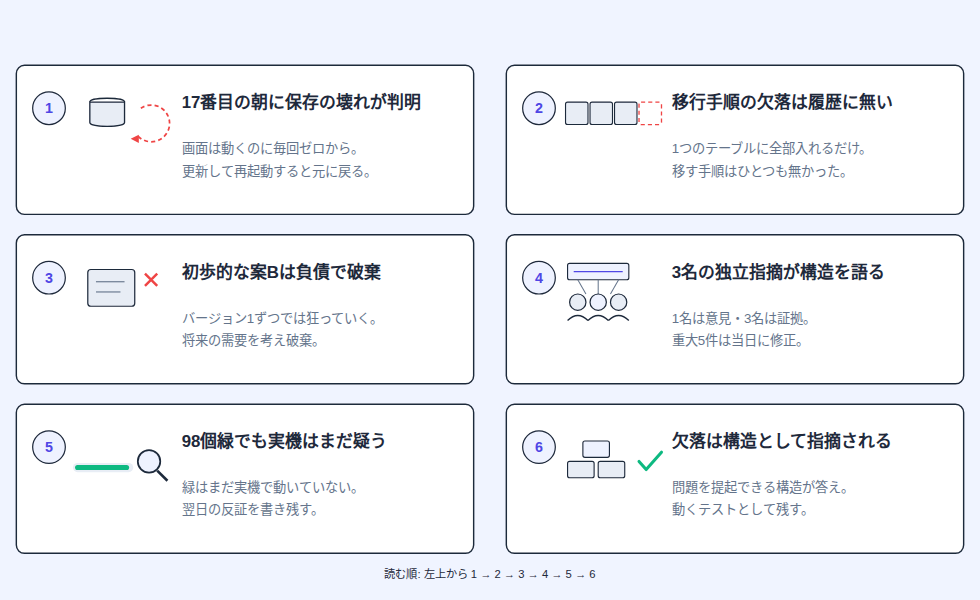 1
17番目の朝に保存の壊れが判明
画面は動くのに毎回ゼロから。
更新して再起動すると元に戻る。
2
移行手順の欠落は履歴に無い
1つのテーブルに全部入れるだけ。
移す手順はひとつも無かった。
3
初歩的な案Bは負債で破棄
バージョン1ずつでは狂っていく。
将来の需要を考え破棄。
4
3名の独立指摘が構造を語る
1名は意見・3名は証拠。
重大5件は当日に修正。
5
98個緑でも実機はまだ疑う
緑はまだ実機で動いていない。
翌日の反証を書き残す。
6
欠落は構造として指摘される
問題を提起できる構造が答え。
動くテストとして残す。
読む順: 左上から 1 → 2 → 3 → 4 → 5 → 6